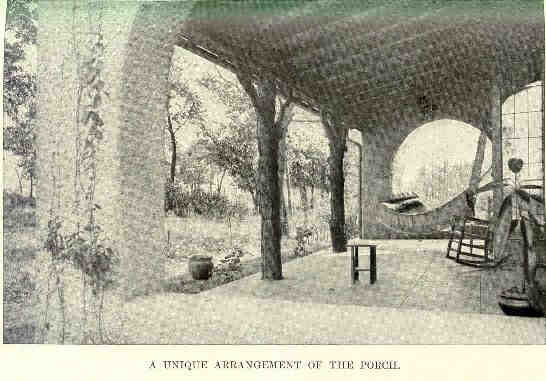 A UNIQUE ARRANGEMENT OF THE PORCH.